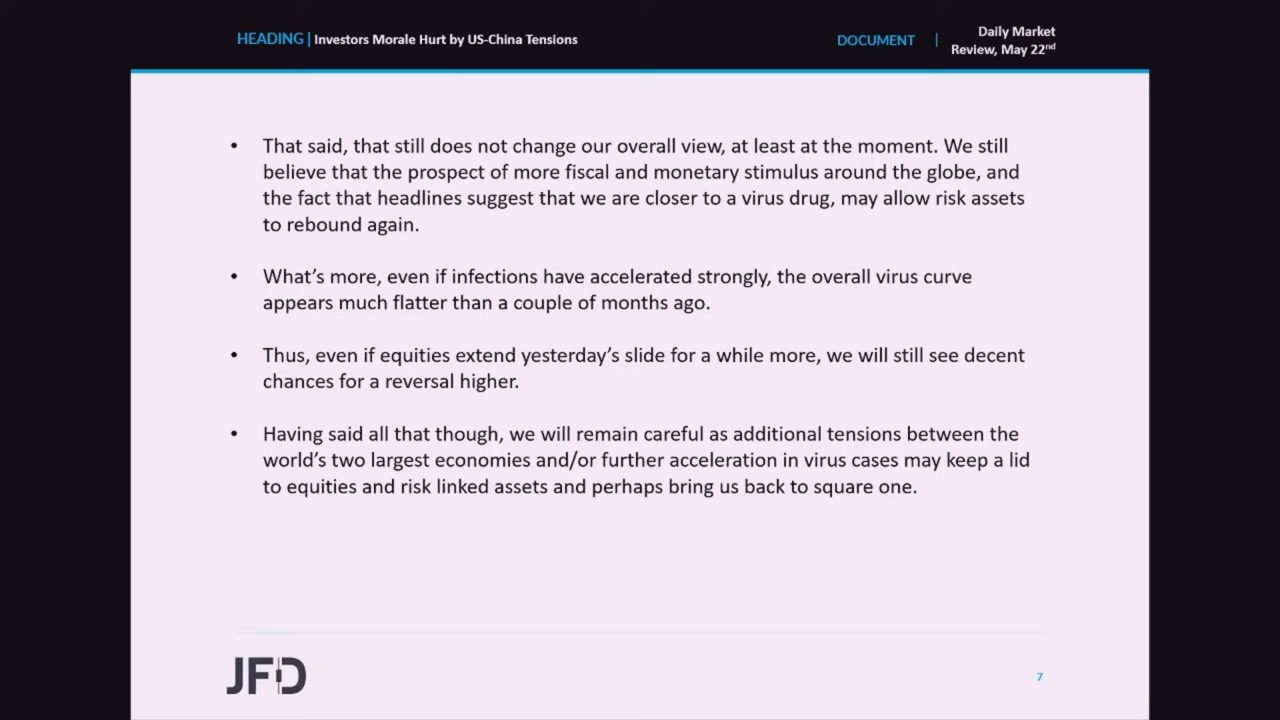 HEADING | Investors Morale Hurt by US-China Tensions
DOCUMENT | Daily Market
Review, May 22nd
• That said, that still does not change our overall view, at least at the moment. We still
believe that the prospect of more fiscal and monetary stimulus around the globe, and
the fact that headlines suggest that we are closer to a virus drug, may allow risk assets
to rebound again.
• What’s more, even if infections have accelerated strongly, the overall virus curve
appears much flatter than a couple of months ago.
• Thus, even if equities extend yesterday’s slide for a while more, we will still see decent
chances for a reversal higher.
• Having said all that though, we will remain careful as additional tensions between the
world’s two largest economies and/or further acceleration in virus cases may keep a lid
to equities and risk linked assets and perhaps bring us back to square one.
JFD
7